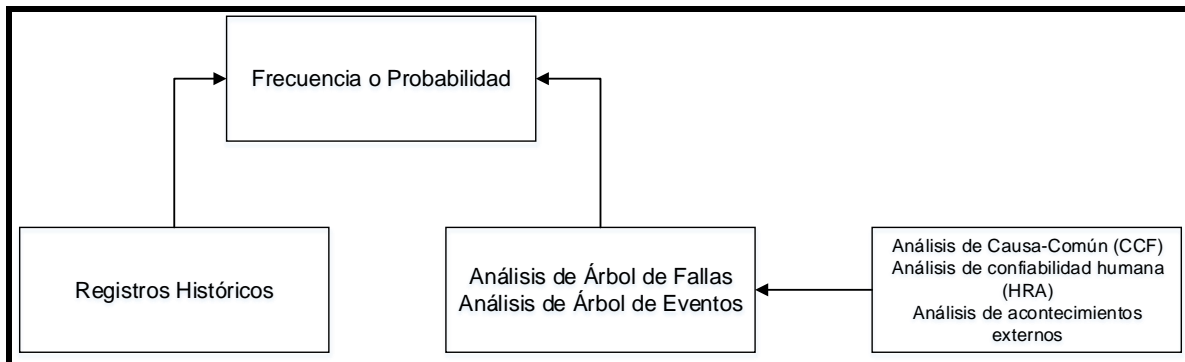 Frecuencia o Probabilidad
Registros Históricos
Análisis de Árbol de Fallas
Análisis de Árbol de Eventos
Análisis de Causa-Común (CCF)
Análisis de confiabilidad humana
(HRA)
Análisis de acontecimientos
externos